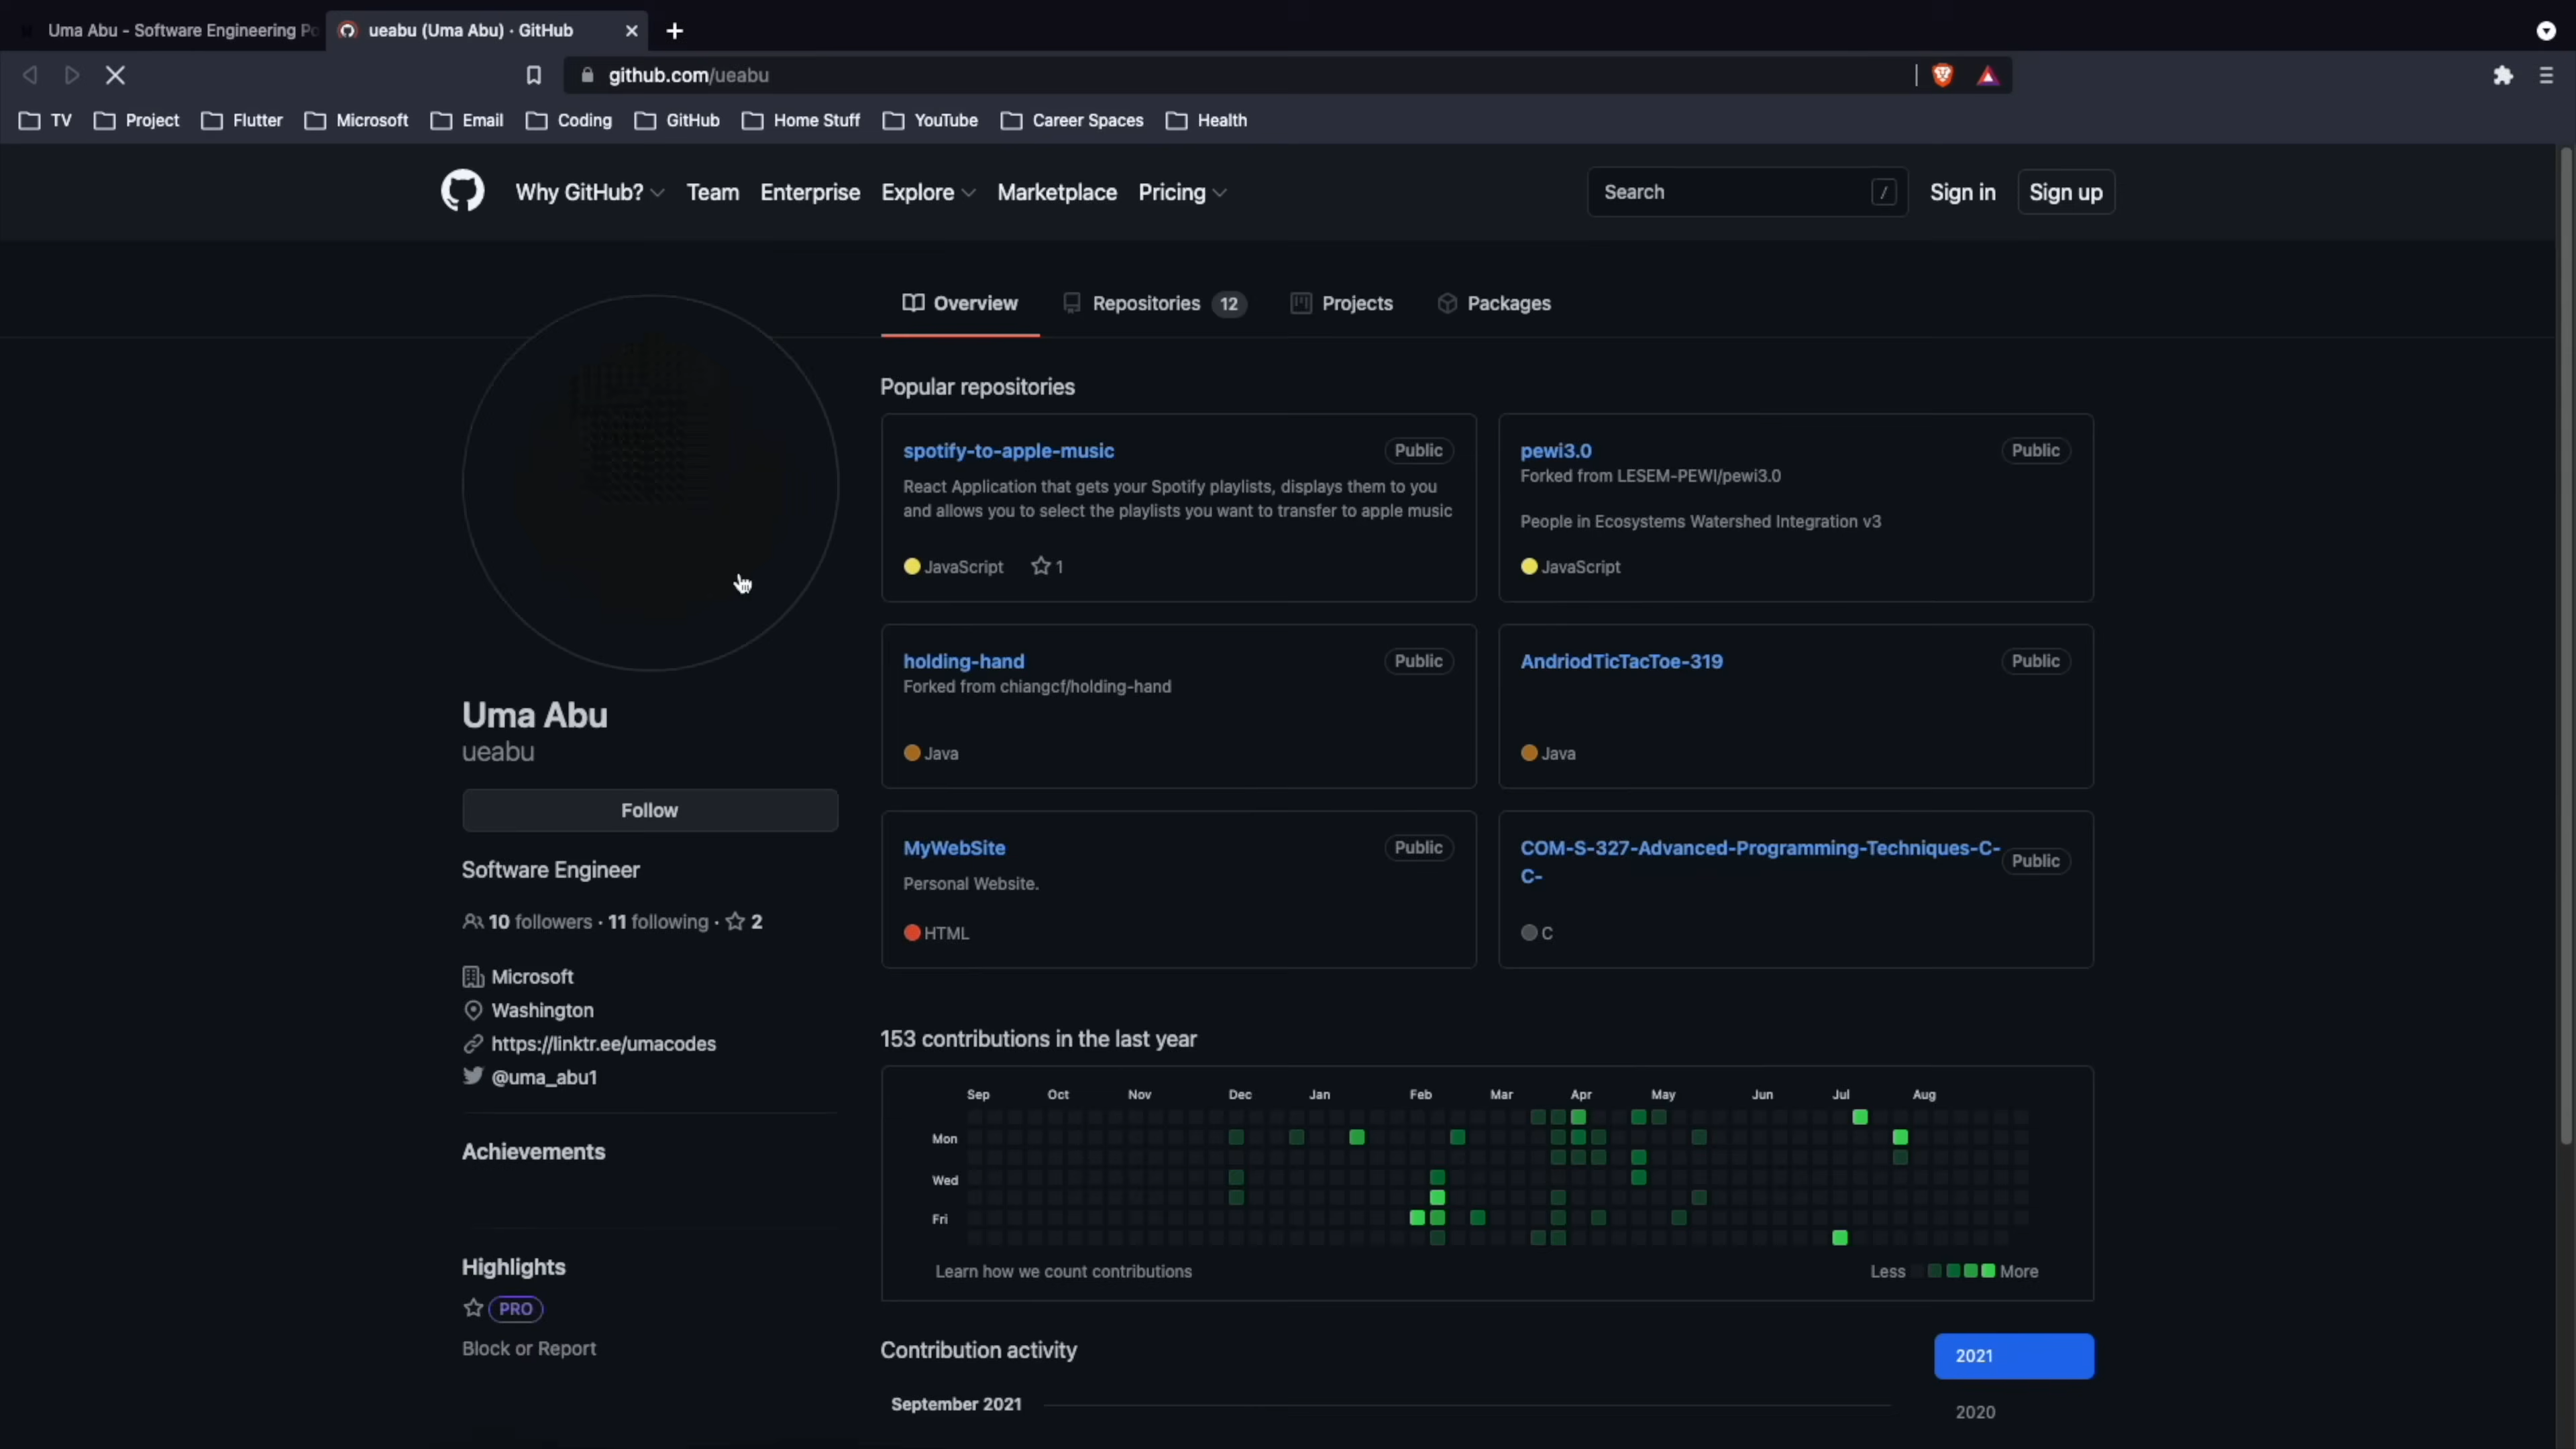 Uma Abu - Software Engineering Po
ueabu (Uma Abu) · GitHub
github.com/ueabu
TV Project Flutter Microsoft Email Coding GitHub Home Stuff YouTube Career Spaces Health
Why GitHub? Team Enterprise Explore Marketplace Pricing Search / Sign in Sign up
Overview Repositories 12 Projects Packages
Popular repositories
spotify-to-apple-music Public
React Application that gets your Spotify playlists, displays them to you
and allows you to select the playlists you want to transfer to apple music
JavaScript 1
pewi3.0 Public
Forked from LESEM-PEWI/pewi3.0
People in Ecosystems Watershed Integration v3
JavaScript
holding-hand Public
Forked from chiangcf/holding-hand
Java
AndriodTicTacToe-319 Public
Java
MyWebSite Public
Personal Website.
HTML
COM-S-327-Advanced-Programming-Techniques-C-
C- Public
C
Uma Abu
ueabu
Follow
Software Engineer
10 followers · 11 following · 2
Microsoft
Washington
https://linktr.ee/umacodes
@uma_abu1
Achievements
Highlights
PRO
Block or Report
153 contributions in the last year
Sep Oct Nov Dec Jan Feb Mar Apr May Jun Jul Aug
Mon
Wed
Fri
Learn how we count contributions
Less More
Contribution activity
2021
September 2021
2020